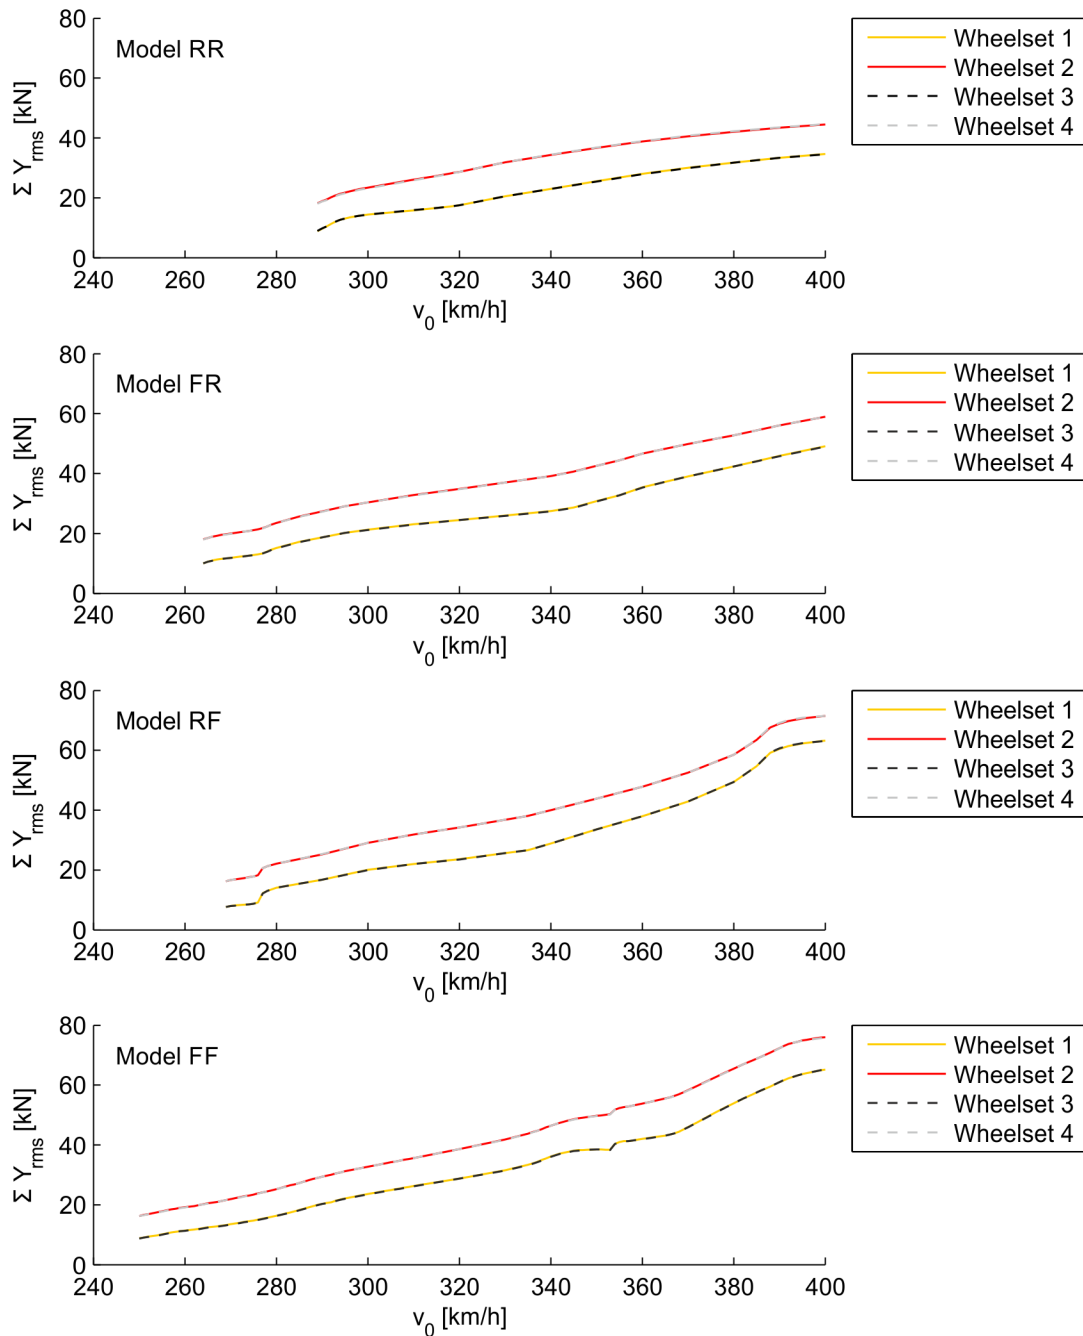 Model RR
Σ Y_rms [kN]
80
60
40
20
0
240 260 280 300 320 340 360 380 400
v_0 [km/h]
Wheelset 1
Wheelset 2
Wheelset 3
Wheelset 4
Model FR
Σ Y_rms [kN]
80
60
40
20
0
240 260 280 300 320 340 360 380 400
v_0 [km/h]
Wheelset 1
Wheelset 2
Wheelset 3
Wheelset 4
Model RF
Σ Y_rms [kN]
80
60
40
20
0
240 260 280 300 320 340 360 380 400
v_0 [km/h]
Wheelset 1
Wheelset 2
Wheelset 3
Wheelset 4
Model FF
Σ Y_rms [kN]
80
60
40
20
0
240 260 280 300 320 340 360 380 400
v_0 [km/h]
Wheelset 1
Wheelset 2
Wheelset 3
Wheelset 4